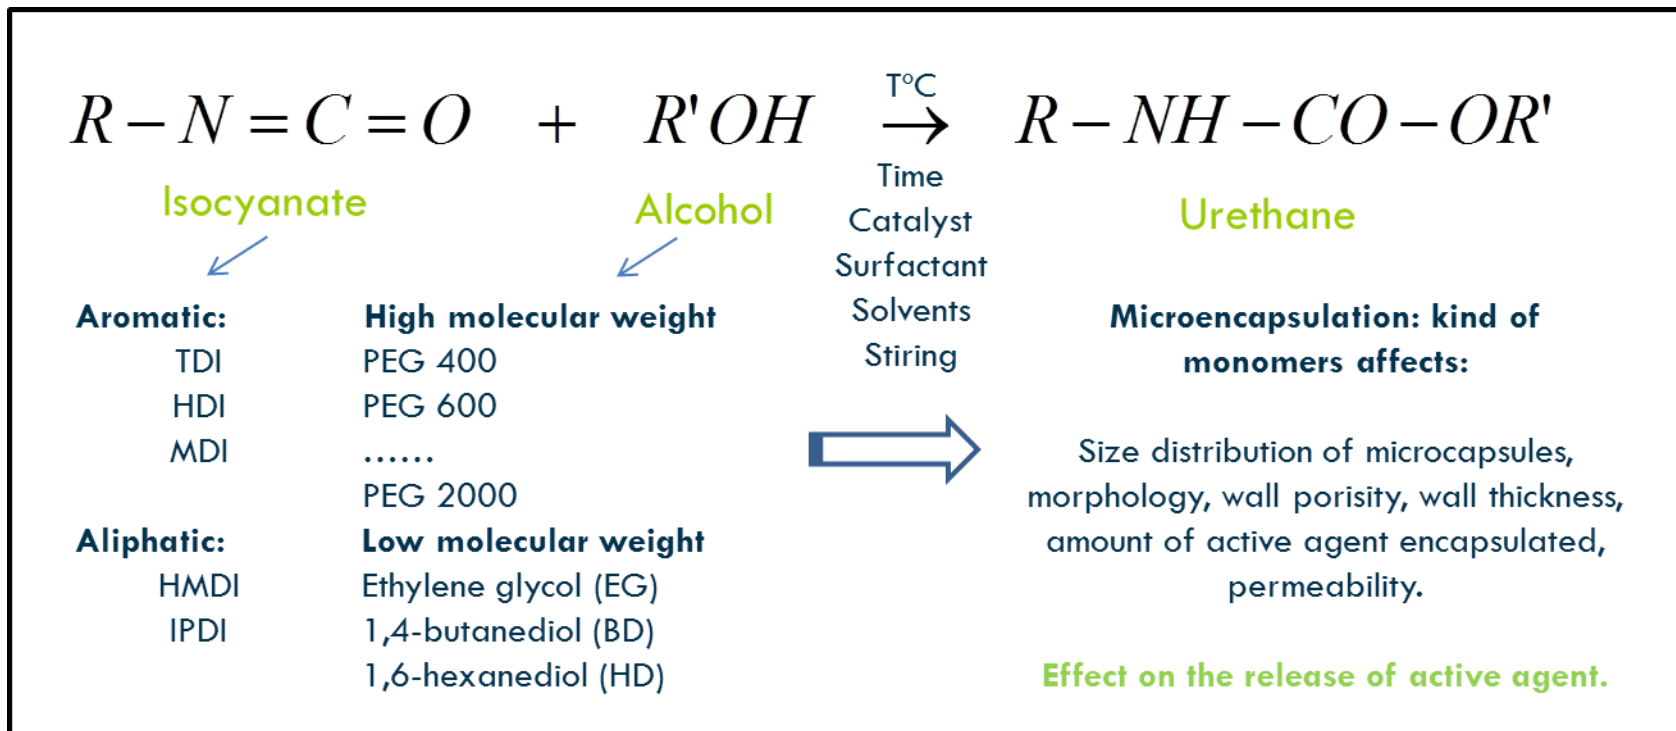 R – N = C = O + R'OH → R – NH – CO – OR'
T°C
Time
Catalyst
Surfactant
Solvents
Stiring
Isocyanate
Alcohol
Urethane
Aromatic:
TDI
HDI
MDI
Aliphatic:
HMDI
IPDI
High molecular weight
PEG 400
PEG 600
......
PEG 2000
Low molecular weight
Ethylene glycol (EG)
1,4-butanediol (BD)
1,6-hexanediol (HD)
Microencapsulation: kind of
monomers affects:
Size distribution of microcapsules,
morphology, wall porisity, wall thickness,
amount of active agent encapsulated,
permeability.
Effect on the release of active agent.